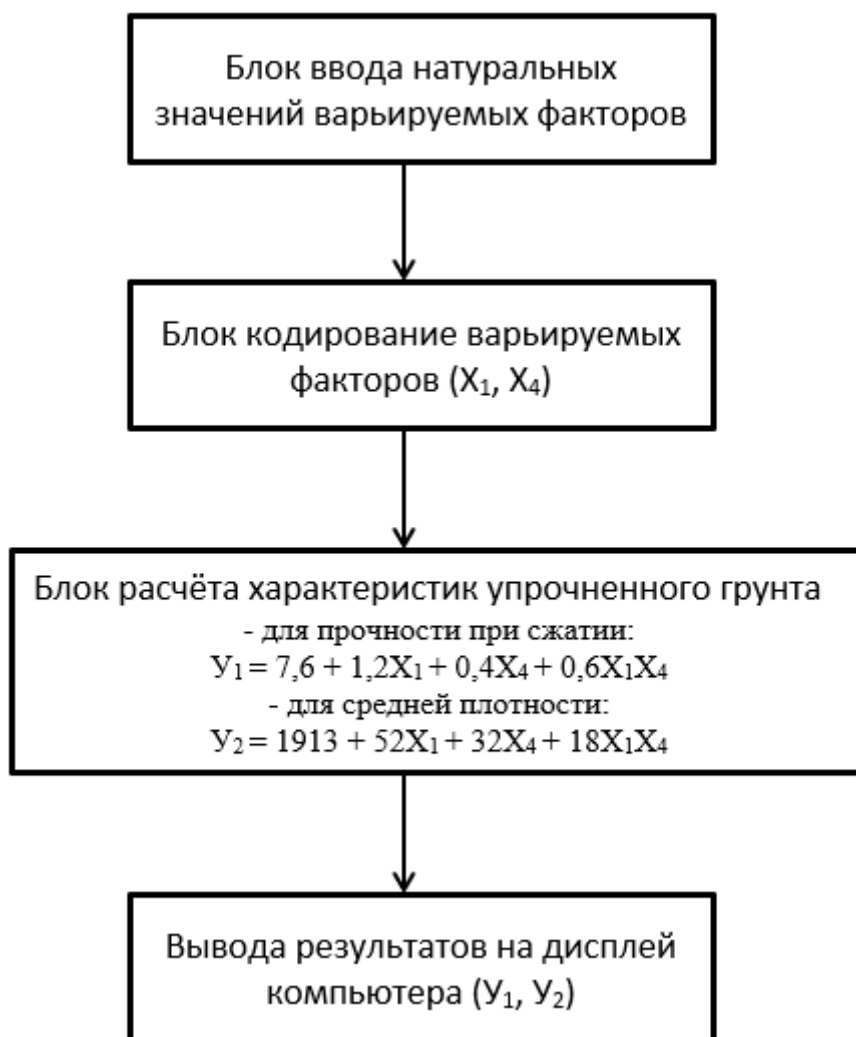 Блок ввода натуральных
значений варьируемых факторов
Блок кодирование варьируемых
факторов (X₁, X₄)
Блок расчёта характеристик упрочненного грунта
- для прочности при сжатии:
У₁ = 7,6 + 1,2X₁ + 0,4X₄ + 0,6X₁X₄
- для средней плотности:
У₂ = 1913 + 52X₁ + 32X₄ + 18X₁X₄
Вывода результатов на дисплей
компьютера (У₁, У₂)